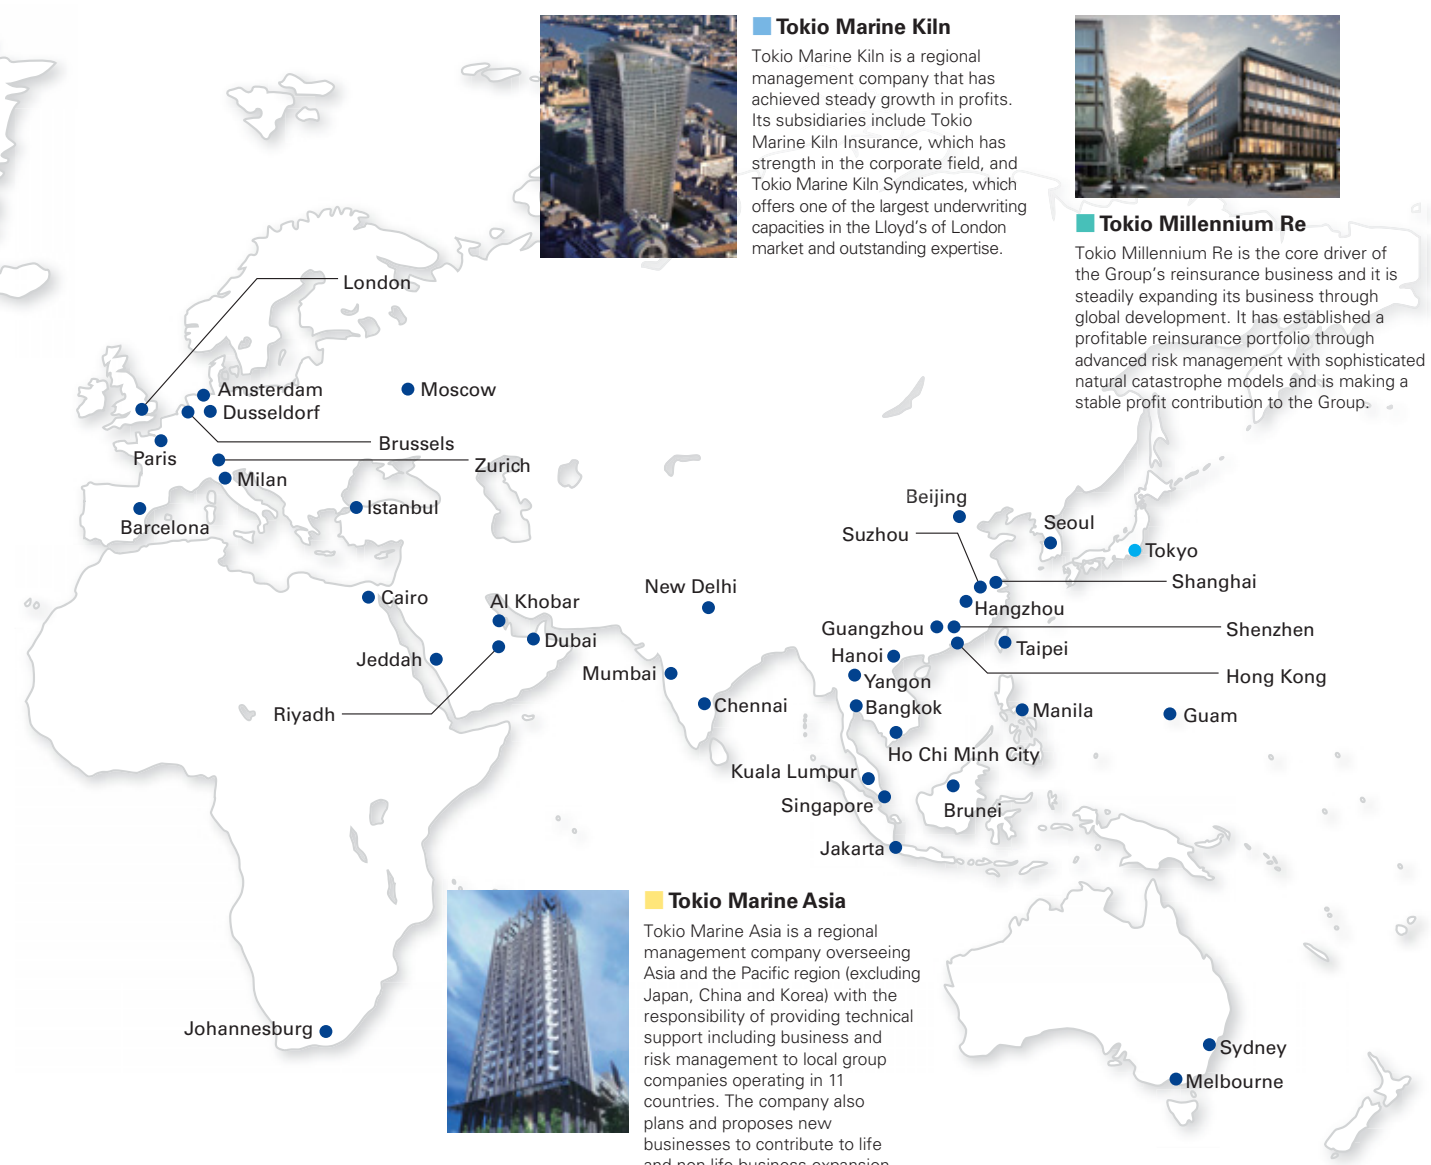 Tokio Marine Kiln
Tokio Marine Kiln is a regional
management company that has
achieved steady growth in profits.
Its subsidiaries include Tokio
Marine Kiln Insurance, which has
strength in the corporate field, and
Tokio Marine Kiln Syndicates, which
offers one of the largest underwriting
capacities in the Lloyd's of London
market and outstanding expertise.
Tokio Millennium Re
Tokio Millennium Re is the core driver of
the Group's reinsurance business and it is
steadily expanding its business through
global development. It has established a
profitable reinsurance portfolio through
advanced risk management with sophisticated
natural catastrophe models and is making a
stable profit contribution to the Group.
London
Amsterdam
Moscow
Dusseldorf
Brussels
Paris
Zurich
Milan
Istanbul
Barcelona
Beijing
Suzhou
Seoul
Tokyo
Shanghai
New Delhi
Cairo
Al Khobar
Hangzhou
Guangzhou
Shenzhen
Dubai
Taipei
Hanoi
Jeddah
Mumbai
Yangon
Hong Kong
Riyadh
Chennai
Bangkok
Manila
Guam
Ho Chi Minh City
Kuala Lumpur
Singapore
Brunei
Jakarta
Tokio Marine Asia
Tokio Marine Asia is a regional
management company overseeing
Asia and the Pacific region (excluding
Japan, China and Korea) with the
responsibility of providing technical
support including business and
risk management to local group
companies operating in 11
countries. The company also
plans and proposes new
businesses to contribute to life
and non-life business expansion
Johannesburg
Sydney
Melbourne